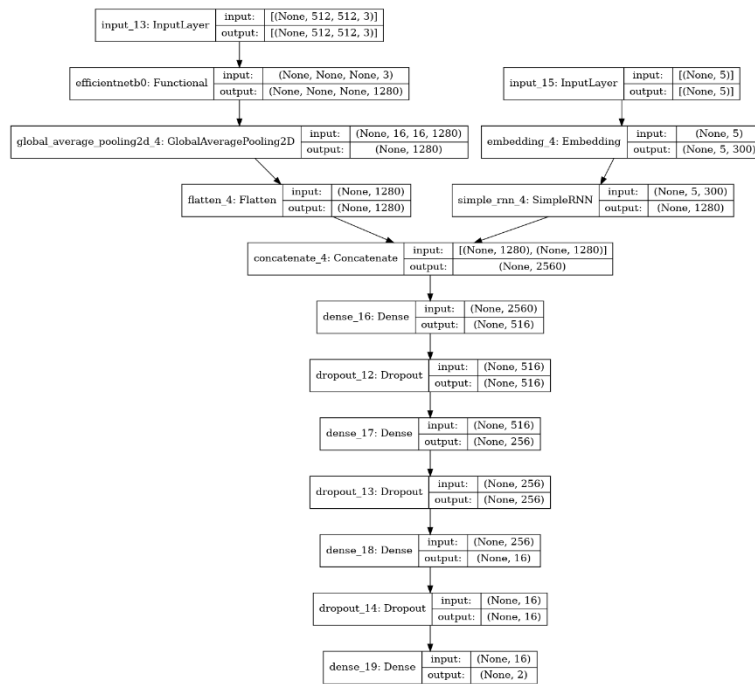 input_13: InputLayer input: [(None, 512, 512, 3)]
output: [(None, 512, 512, 3)]
efficientnetb0: Functional input: (None, None, None, 3)
output: (None, None, None, 1280)
input_15: InputLayer input: [(None, 5)]
output: [(None, 5)]
global_average_pooling2d_4: GlobalAveragePooling2D input: (None, 16, 16, 1280)
output: (None, 1280)
embedding_4: Embedding input: (None, 5)
output: (None, 5, 300)
flatten_4: Flatten input: (None, 1280)
output: (None, 1280)
simple_rnn_4: SimpleRNN input: (None, 5, 300)
output: (None, 1280)
concatenate_4: Concatenate input: [(None, 1280), (None, 1280)]
output: (None, 2560)
dense_16: Dense input: (None, 2560)
output: (None, 516)
dropout_12: Dropout input: (None, 516)
output: (None, 516)
dense_17: Dense input: (None, 516)
output: (None, 256)
dropout_13: Dropout input: (None, 256)
output: (None, 256)
dense_18: Dense input: (None, 256)
output: (None, 16)
dropout_14: Dropout input: (None, 16)
output: (None, 16)
dense_19: Dense input: (None, 16)
output: (None, 2)